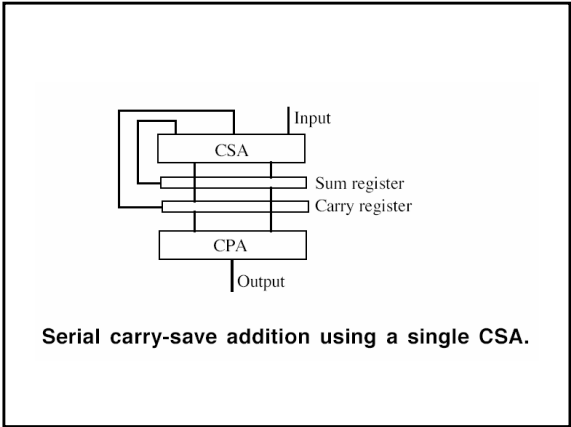 Input
CSA
Sum register
Carry register
CPA
Output
Serial carry-save addition using a single CSA.